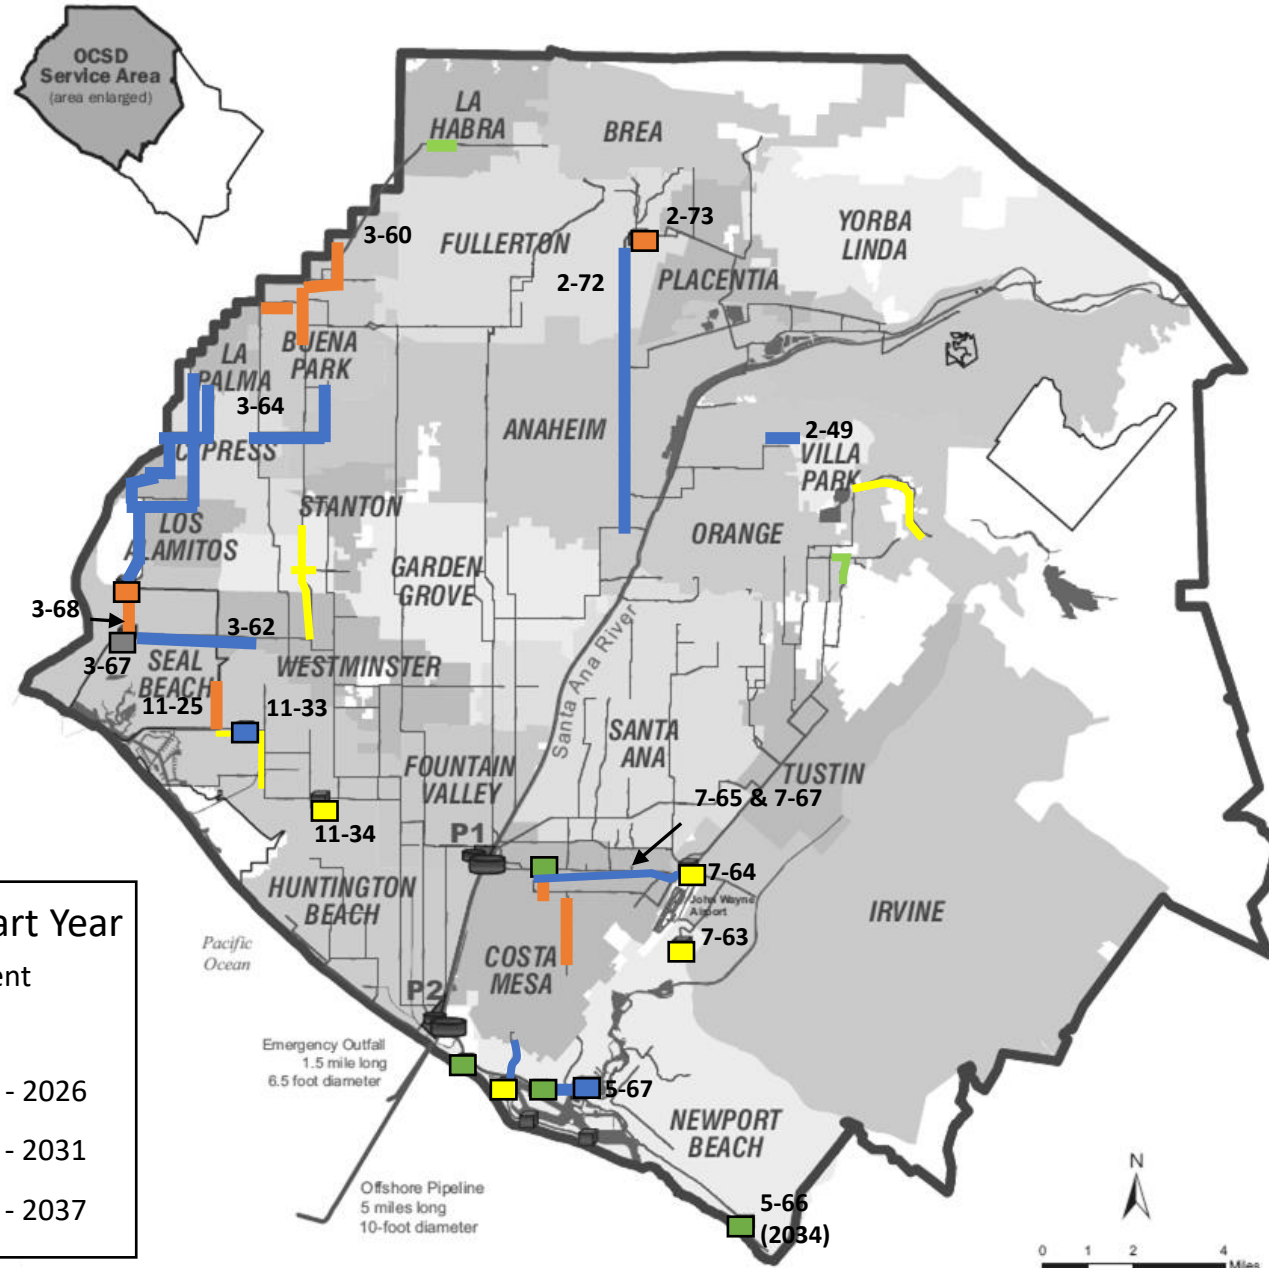 OCSD
Service Area
(area enlarged)
LA
HABRA
BREA
2-73
YORBA
LINDA
3-60
FULLERTON
2-72
PLACENTIA
BUENA
PARK
LA
PALMA
3-64
ANAHEIM
2-49
CYPRESS
VILLA
PARK
STANTON
LOS
ALAMITOS
ORANGE
GARDEN
GROVE
3-68
3-62
3-67
SEAL
BEACH
WESTMINSTER
Santa Ana River
11-25
11-33
SANTA
ANA
FOUNTAIN
VALLEY
TUSTIN
7-65 & 7-67
11-34
P1
7-64
HUNTINGTON
BEACH
John Wayne
Airport
IRVINE
art Year
ent
- 2026
- 2031
- 2037
7-63
Pacific
Ocean
COSTA
MESA
P2
Emergency Outfall
1.5 mile long
6.5 foot diameter
5-67
NEWPORT
BEACH
Offshore Pipeline
5 miles long
10-foot diameter
5-66
(2034)
N
0 1 2 4
Miles